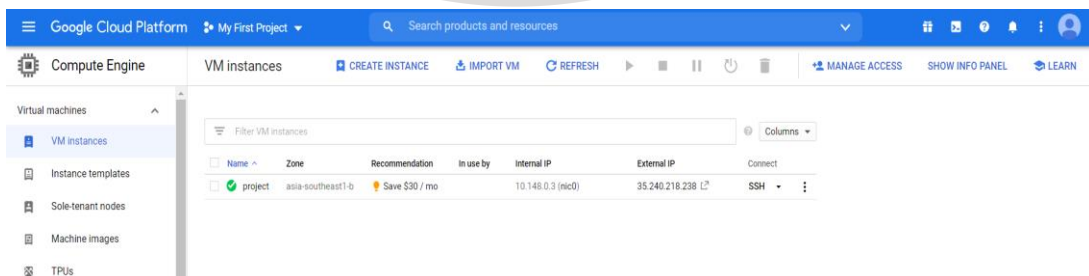 Google Cloud Platform My First Project Search products and resources
Compute Engine VM instances CREATE INSTANCE IMPORT VM REFRESH MANAGE ACCESS SHOW INFO PANEL LEARN
Virtual machines
VM instances
Instance templates
Sole-tenant nodes
Machine images
TPUs
Filter VM instances Columns
Name Zone Recommendation In use by Internal IP External IP Connect
project asia-southeast1-b Save $30 / mo 10.148.0.3 (nic0) 35.240.218.238 SSH